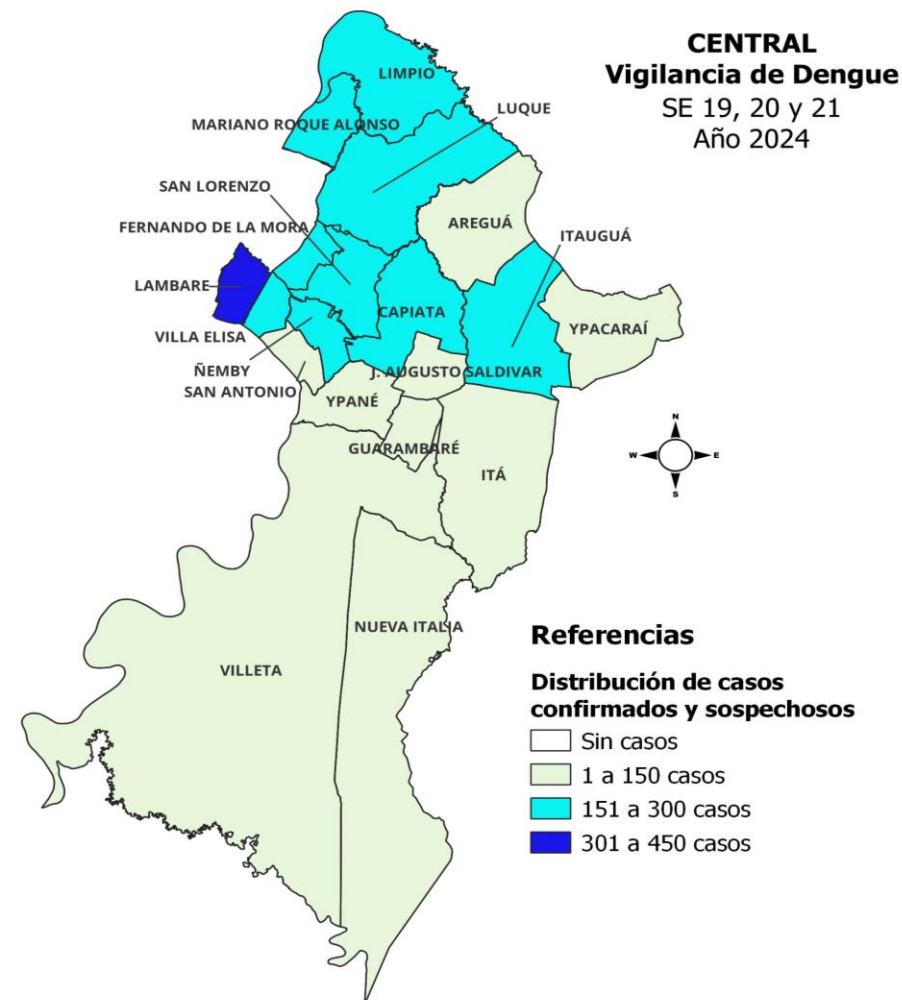 CENTRAL
Vigilancia de Dengue
SE 19, 20 y 21
Año 2024
LIMPIO
LUQUE
MARIANO ROQUE ALONSO
SAN LORENZO
AREGUÁ
FERNANDO DE LA MORA
ITAUGUÁ
LAMBARE
CAPIATA
YPACARAÍ
VILLA ELISA
ÑEMBY
J. AUGUSTO SALDIVAR
SAN ANTONIO
YPANÉ
GUARAMBARÉ
ITÁ
N
W
E
S
NUEVA ITALIA
VILLETA
Referencias
Distribución de casos
confirmados y sospechosos
Sin casos
1 a 150 casos
151 a 300 casos
301 a 450 casos